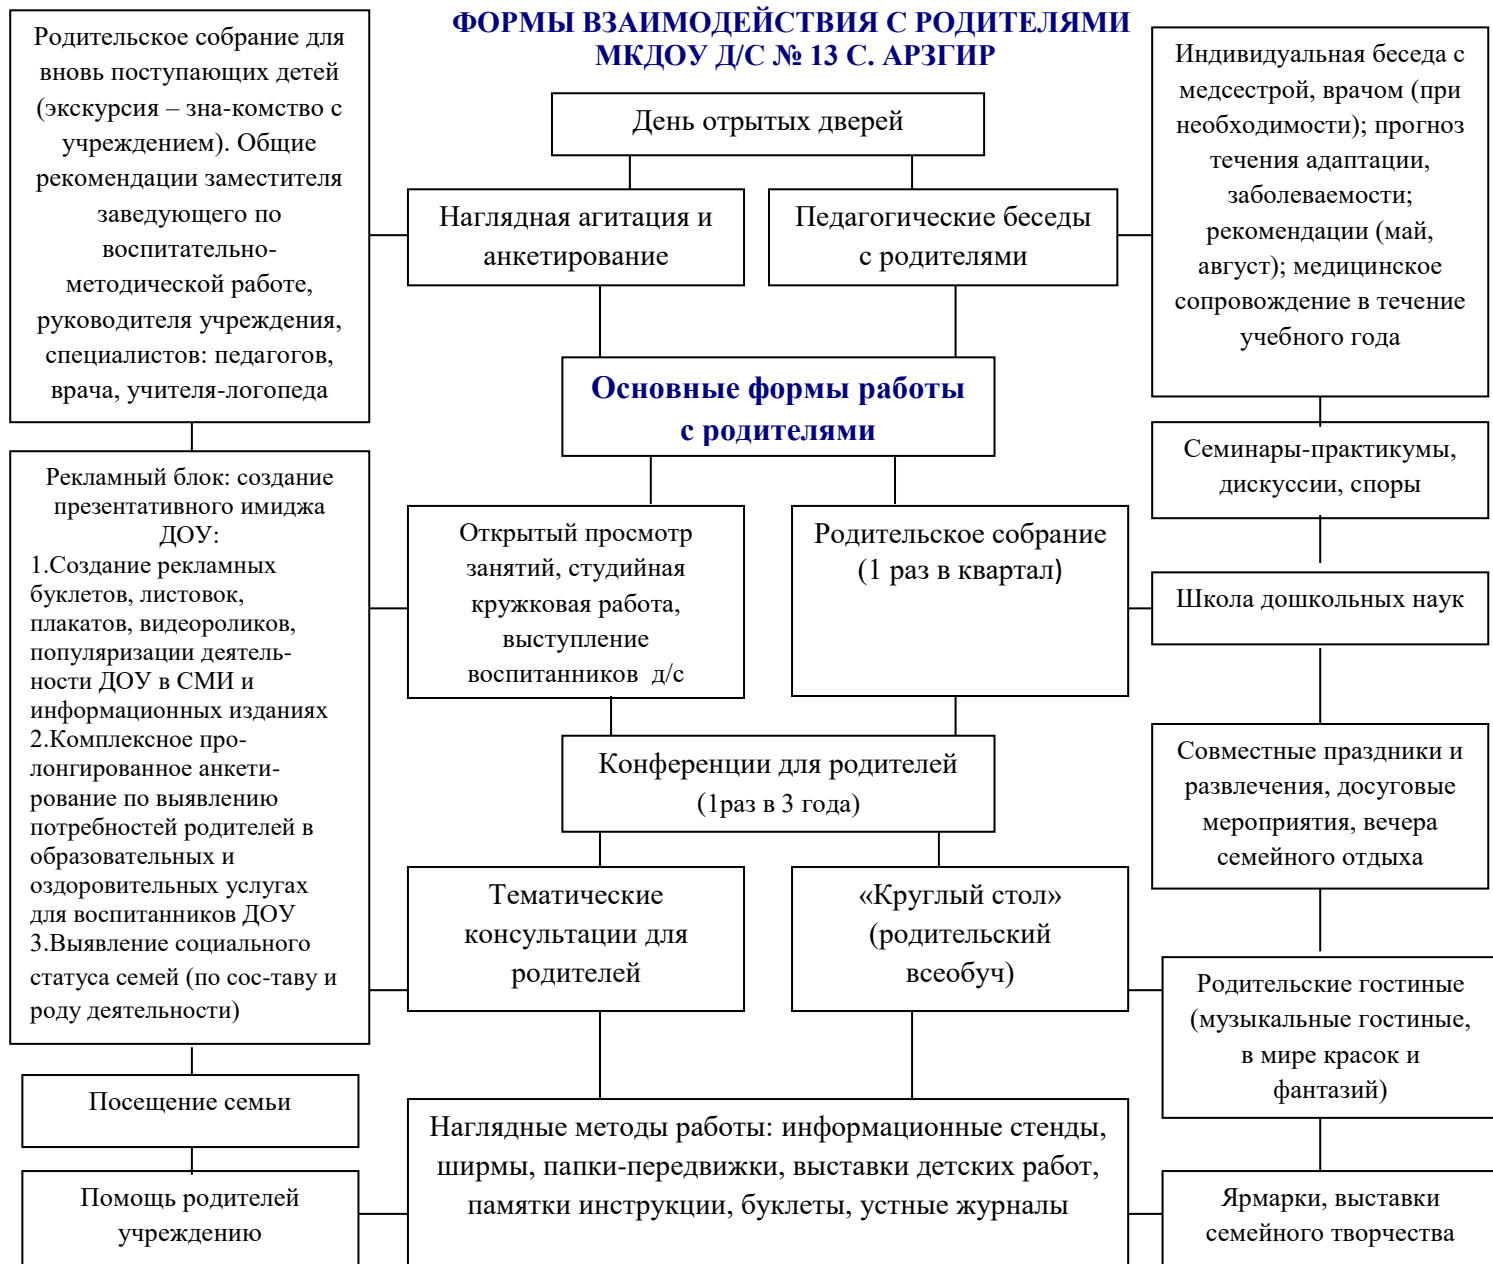 ФОРМЫ ВЗАИМОДЕЙСТВИЯ С РОДИТЕЛЯМИ
МКДОУ Д/С № 13 С. АРЗГИР
Родительское собрание для
вновь поступающих детей
(экскурсия – зна-комство с
учреждением). Общие
рекомендации заместителя
заведующего по
воспитательно-
методической работе,
руководителя учреждения,
специалистов: педагогов,
врача, учителя-логопеда
День отрытых дверей
Наглядная агитация и
анкетирование
Педагогические беседы
с родителями
Индивидуальная беседа с
медсестрой, врачом (при
необходимости); прогноз
течения адаптации,
заболеваемости;
рекомендации (май,
август); медицинское
сопровождение в течение
учебного года
Основные формы работы
с родителями
Рекламный блок: создание
презентативного имиджа
ДОУ:
1.Создание рекламных
буклетов, листовок,
плакатов, видеороликов,
популяризации деятель-
ности ДОУ в СМИ и
информационных изданиях
2.Комплексное про-
лонгированное анкети-
рование по выявлению
потребностей родителей в
образовательных и
оздоровительных услугах
для воспитанников ДОУ
3.Выявление социального
статуса семей (по сос-таву и
роду деятельности)
Открытый просмотр
занятий, студийная
кружковая работа,
выступление
воспитанников д/с
Родительское собрание
(1 раз в квартал)
Семинары-практикумы,
дискуссии, споры
Школа дошкольных наук
Конференции для родителей
(1раз в 3 года)
Совместные праздники и
развлечения, досуговые
мероприятия, вечера
семейного отдыха
Тематические
консультации для
родителей
«Круглый стол»
(родительский
всеобуч)
Родительские гостиные
(музыкальные гостиные,
в мире красок и
фантазий)
Посещение семьи
Помощь родителей
учреждению
Наглядные методы работы: информационные стенды,
ширмы, папки-передвижки, выставки детских работ,
памятки инструкции, буклеты, устные журналы
Ярмарки, выставки
семейного творчества